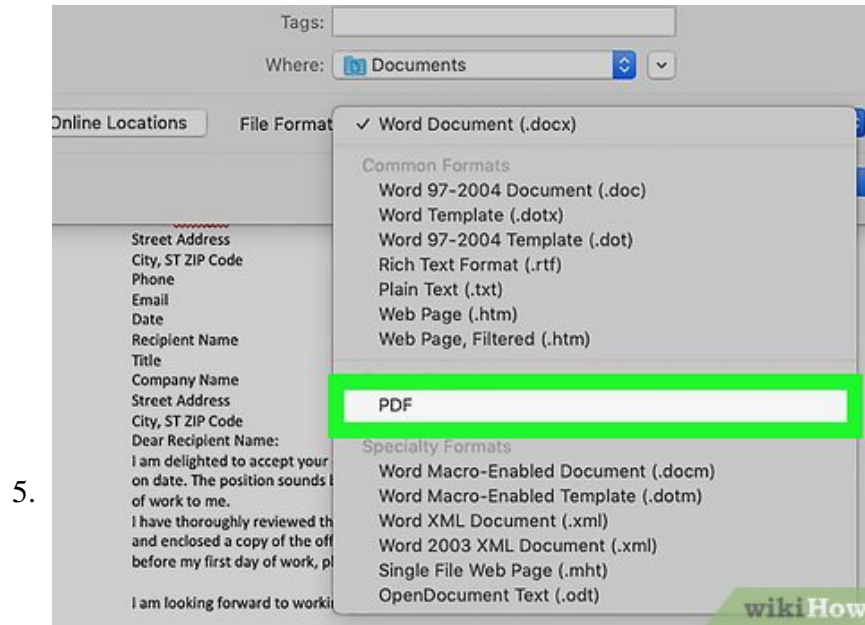 Tags:
Where: Documents
Online Locations File Format ✓ Word Document (.docx)
Common Formats
Word 97-2004 Document (.doc)
Word Template (.dotx)
Word 97-2004 Template (.dot)
Rich Text Format (.rtf)
Plain Text (.txt)
Web Page (.htm)
Web Page, Filtered (.htm)
PDF
Specialty Formats
Word Macro-Enabled Document (.docm)
Word Macro-Enabled Template (.dotm)
Word XML Document (.xml)
Word 2003 XML Document (.xml)
Single File Web Page (.mht)
OpenDocument Text (.odt)
Street Address
City, ST ZIP Code
Phone
Email
Date
Recipient Name
Title
Company Name
Street Address
City, ST ZIP Code
Dear Recipient Name:
I am delighted to accept your
on date. The position sounds
of work to me.
I have thoroughly reviewed th
and enclosed a copy of the off
before my first day of work, pl
I am looking forward to workin
5.
wikiHow